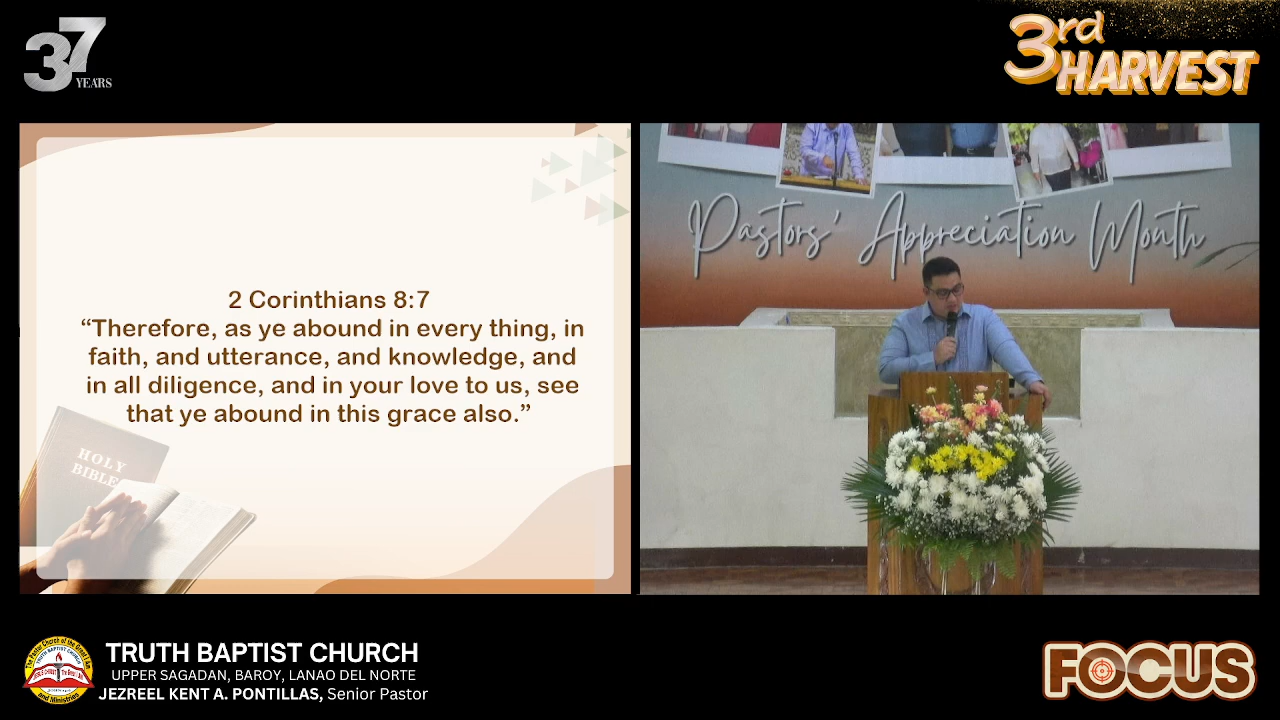 37
YEARS
3rd
HARVEST
2 Corinthians 8:7
“Therefore, as ye abound in every thing, in
faith, and utterance, and knowledge, and
in all diligence, and in your love to us, see
that ye abound in this grace also.”
HOLY
BIBLE
Pastors' Appreciation Month
TRUTH BAPTIST CHURCH
UPPER SAGADAN, BAROY, LANAO DEL NORTE
JEZREEL KENT A. PONTILLAS, Senior Pastor
FOCUS